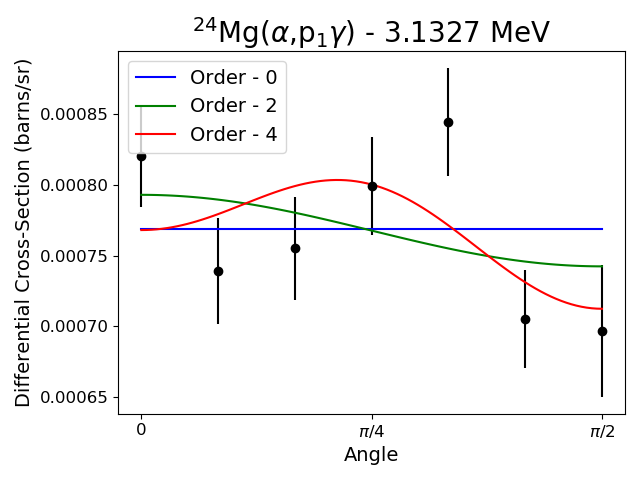 ²⁴Mg(α,p₁γ) - 3.1327 MeV
Differential Cross-Section (barns/sr)
0.00085
0.00080
0.00075
0.00070
0.00065
Order - 0
Order - 2
Order - 4
0
π/4
π/2
Angle